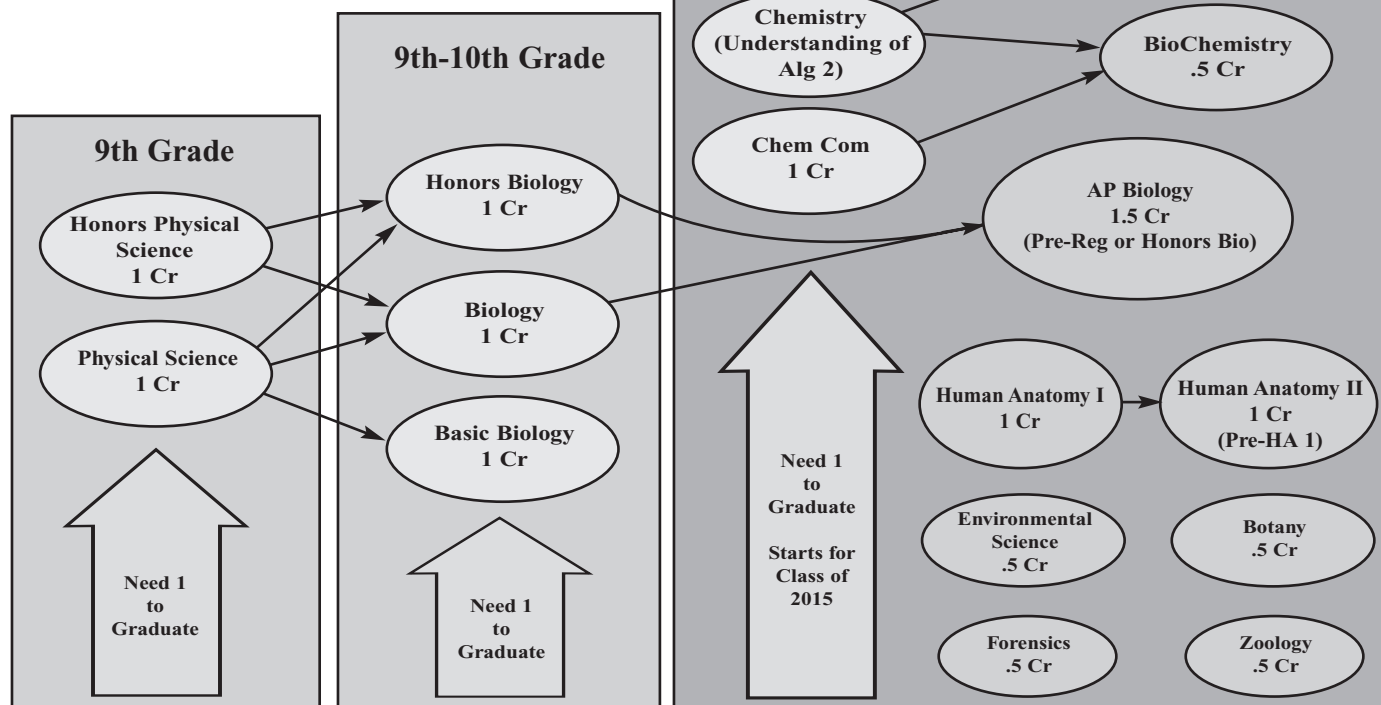 9th Grade
Honors Physical
Science
1 Cr
Physical Science
1 Cr
Need 1
to
Graduate
9th-10th Grade
Honors Biology
1 Cr
Biology
1 Cr
Basic Biology
1 Cr
Need 1
to
Graduate
Chemistry
(Understanding of
Alg 2)
BioChemistry
.5 Cr
Chem Com
1 Cr
AP Biology
1.5 Cr
(Pre-Reg or Honors Bio)
Need 1
to
Graduate
Starts for
Class of
2015
Human Anatomy I
1 Cr
Human Anatomy II
1 Cr
(Pre-HA 1)
Environmental
Science
.5 Cr
Botany
.5 Cr
Forensics
.5 Cr
Zoology
.5 Cr